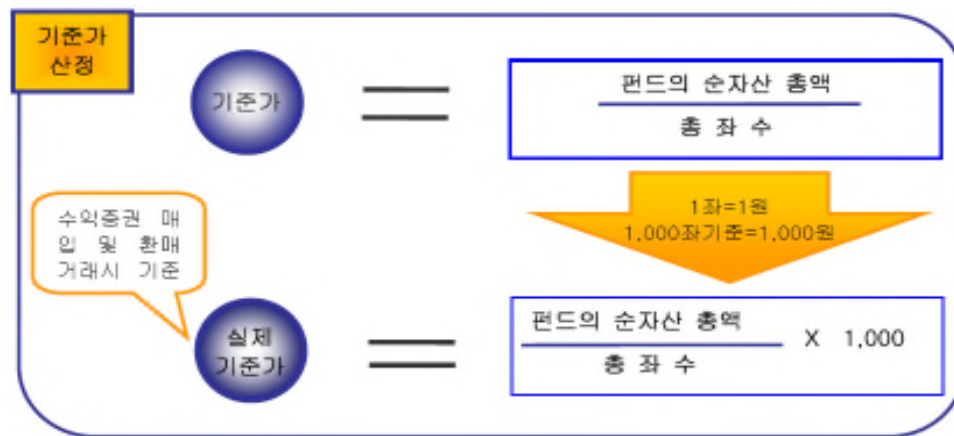 기준가
산정
기준가
펀드의 순자산 총액
총 좌 수
1좌=1원
1,000좌기준=1,000원
수익증권 매
입 및 환매
거래시 기준
실제
기준가
펀드의 순자산 총액
총 좌 수
X 1,000